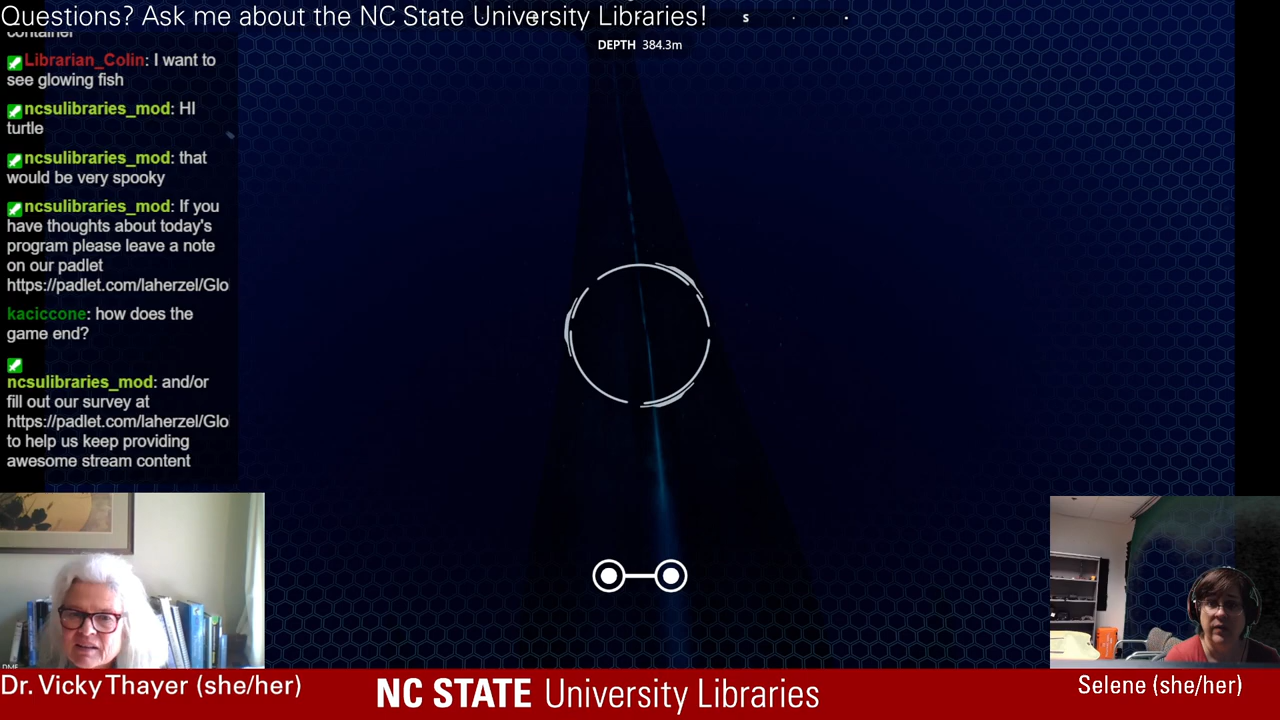 Questions? Ask me about the NC State University Libraries!
S
DEPTH 384.3m
container
Librarian_Colin: I want to
see glowing fish
ncsulibraries_mod: HI
turtle
ncsulibraries_mod: that
would be very spooky
ncsulibraries_mod: If you
have thoughts about today's
program please leave a note
on our padlet
https://padlet.com/laherzel/Glo
kaciccone: how does the
game end?
ncsulibraries_mod: and/or
fill out our survey at
https://padlet.com/laherzel/Glo
to help us keep providing
awesome stream content
Dr. Vicky Thayer (she/her)
NC STATE University Libraries
Selene (she/her)